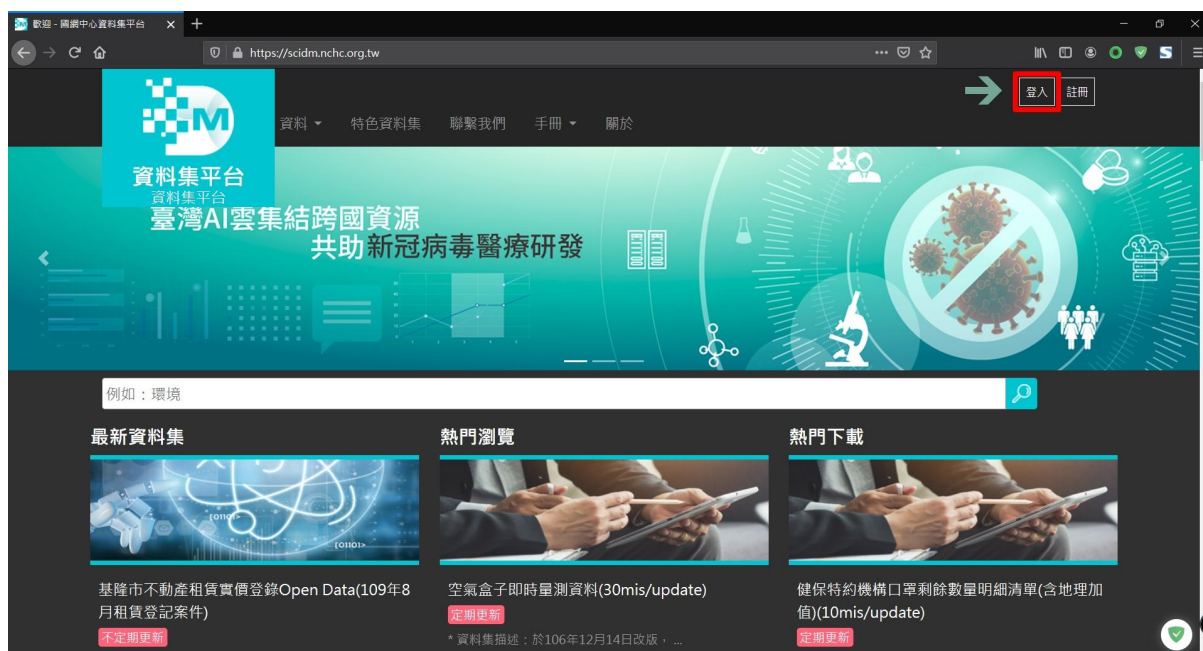 歡迎 - 國網中心資料集平台
https://scidm.nchc.org.tw
登入
註冊
M
資料
特色資料集
聯繫我們
手冊
關於
資料集平台
資料集平台
臺灣AI雲集結跨國資源
共助新冠病毒醫療研發
例如：環境
最新資料集
熱門瀏覽
熱門下載
基隆市不動產租賃實價登錄Open Data(109年8
月租賃登記案件)
不定期更新
空氣盒子即時量測資料(30mis/update)
定期更新
* 資料集描述：於106年12月14日改版， ...
健保特約機構口罩剩餘數量明細清單(含地理加
值)(10mis/update)
定期更新